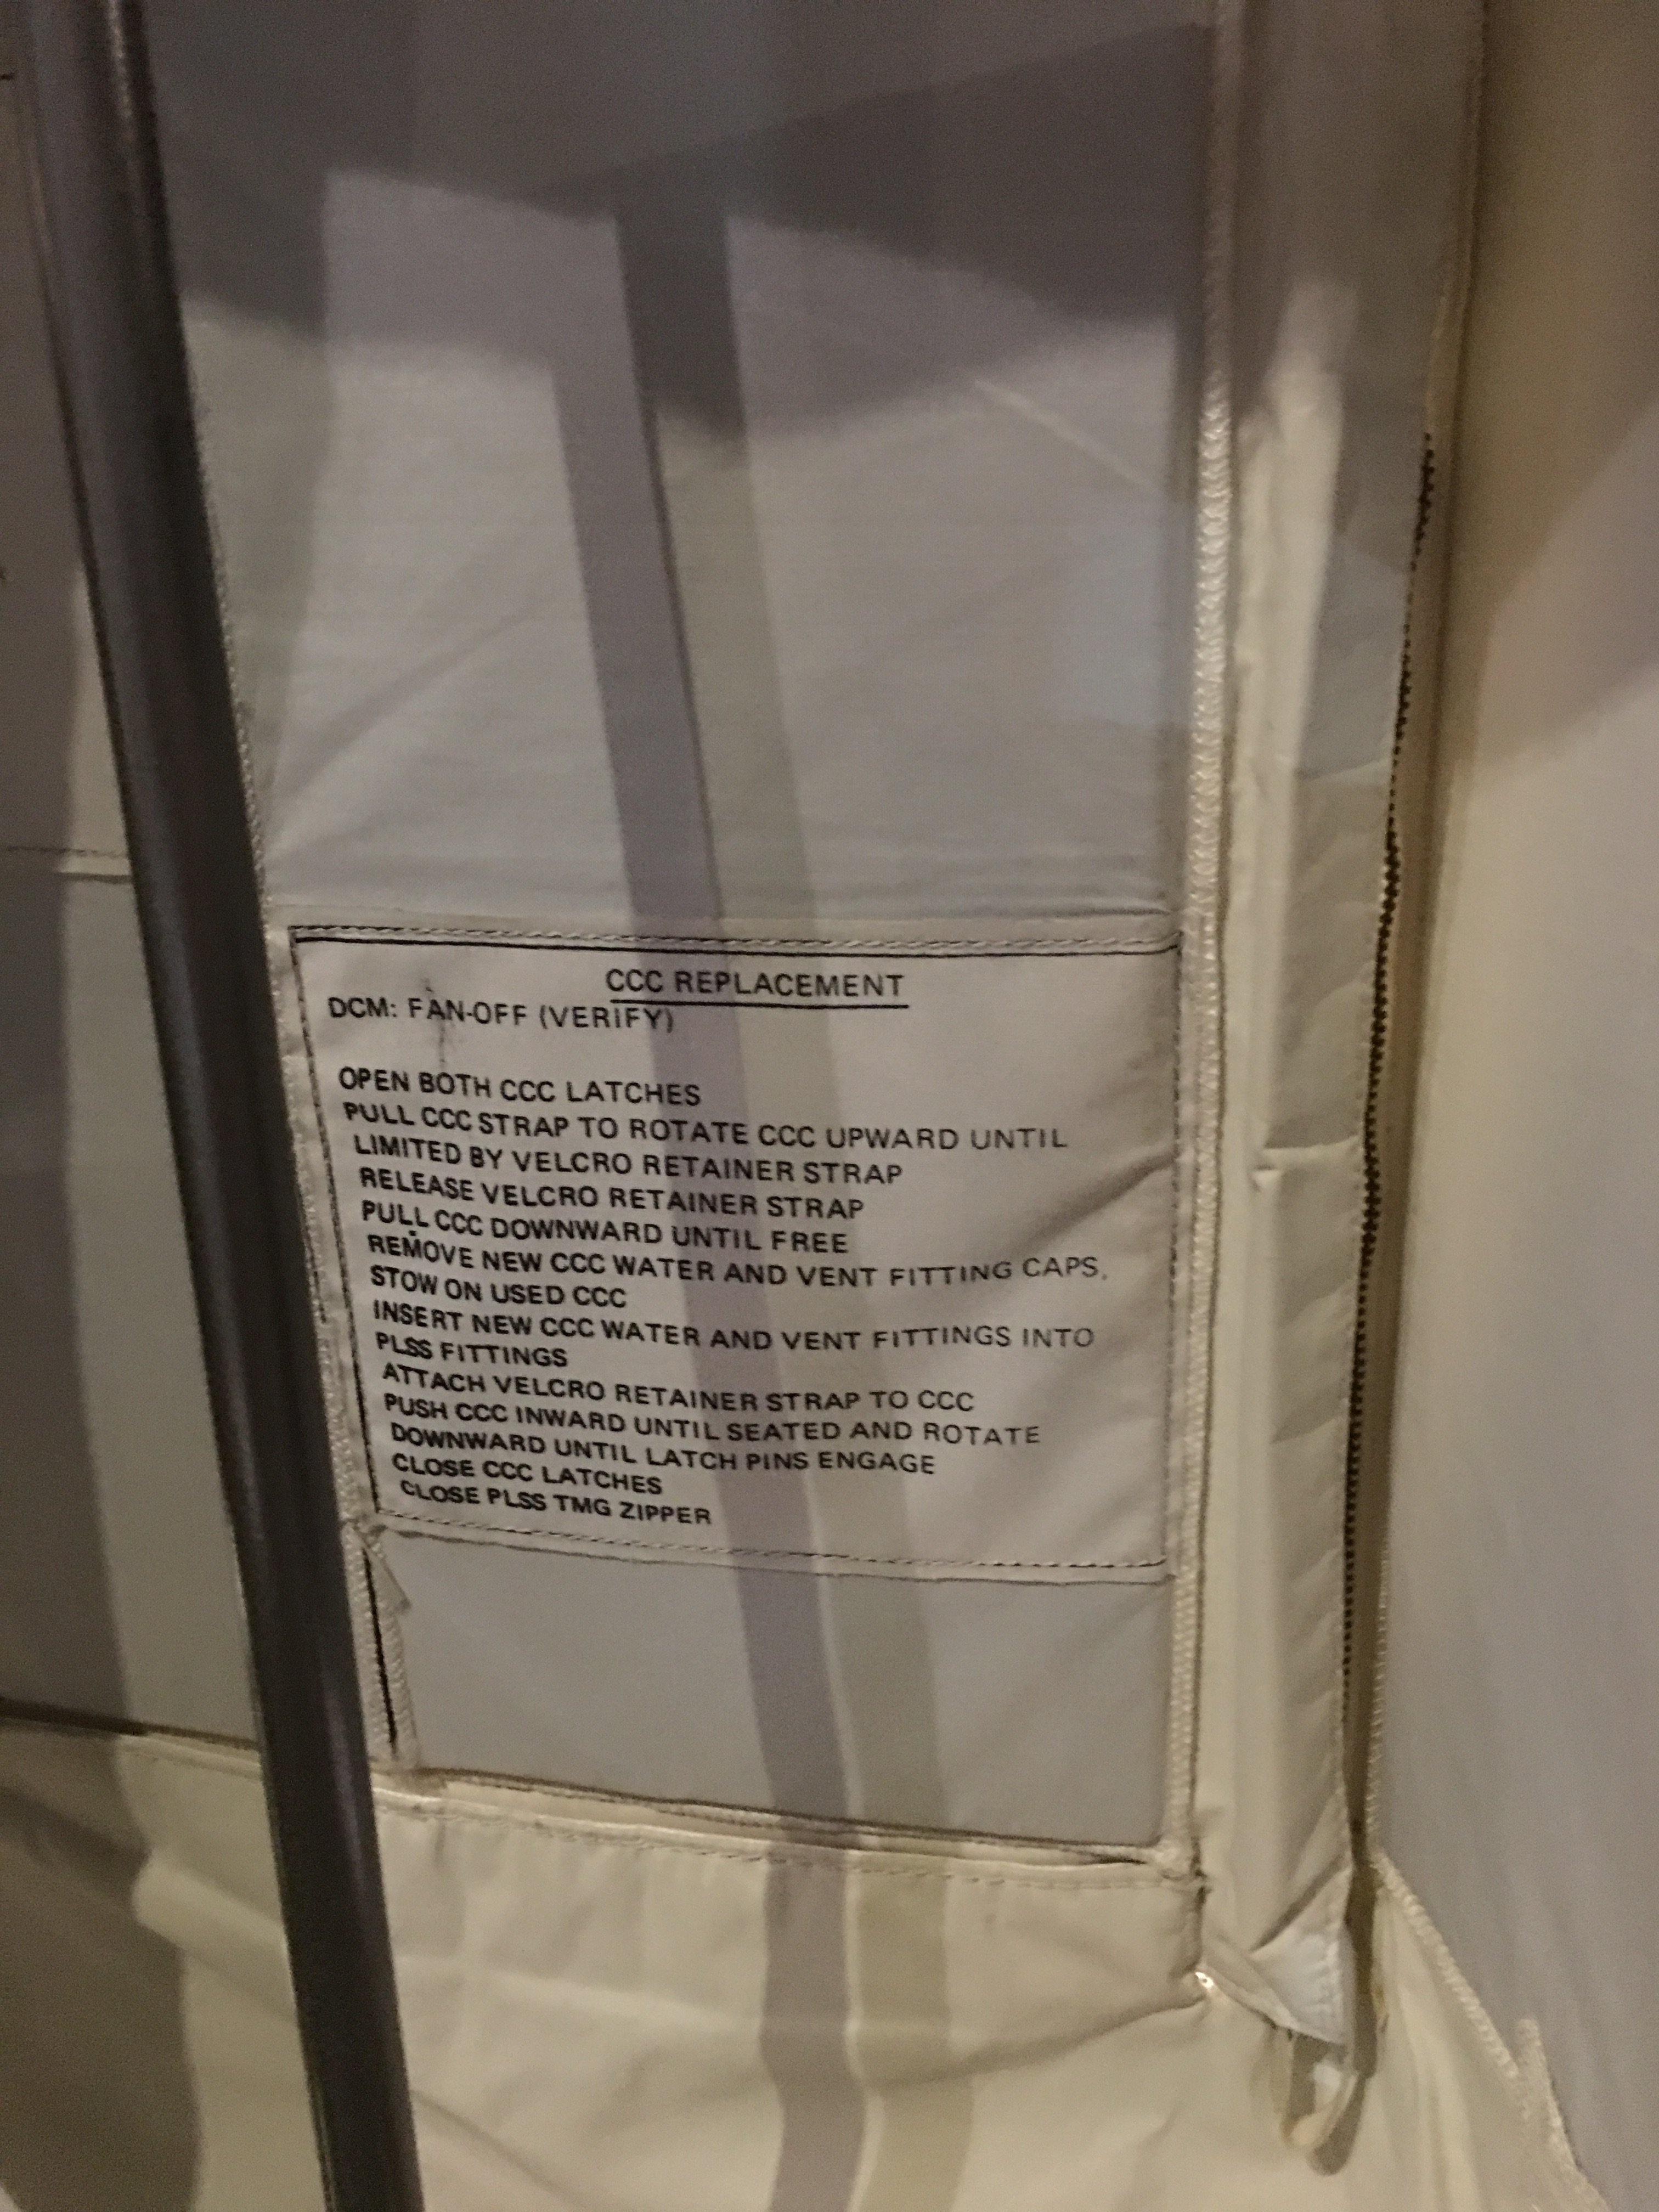 CCC REPLACEMENT
DCM: FAN-OFF (VERIFY)
OPEN BOTH CCC LATCHES
PULL CCC STRAP TO ROTATE CCC UPWARD UNTIL
LIMITED BY VELCRO RETAINER STRAP
RELEASE VELCRO RETAINER STRAP
PULL CCC DOWNWARD UNTIL FREE
REMOVE NEW CCC WATER AND VENT FITTING CAPS,
STOW ON USED CCC
INSERT NEW CCC WATER AND VENT FITTINGS INTO
PLSS FITTINGS
ATTACH VELCRO RETAINER STRAP TO CCC
PUSH CCC INWARD UNTIL SEATED AND ROTATE
DOWNWARD UNTIL LATCH PINS ENGAGE
CLOSE CCC LATCHES
CLOSE PLSS TMG ZIPPER